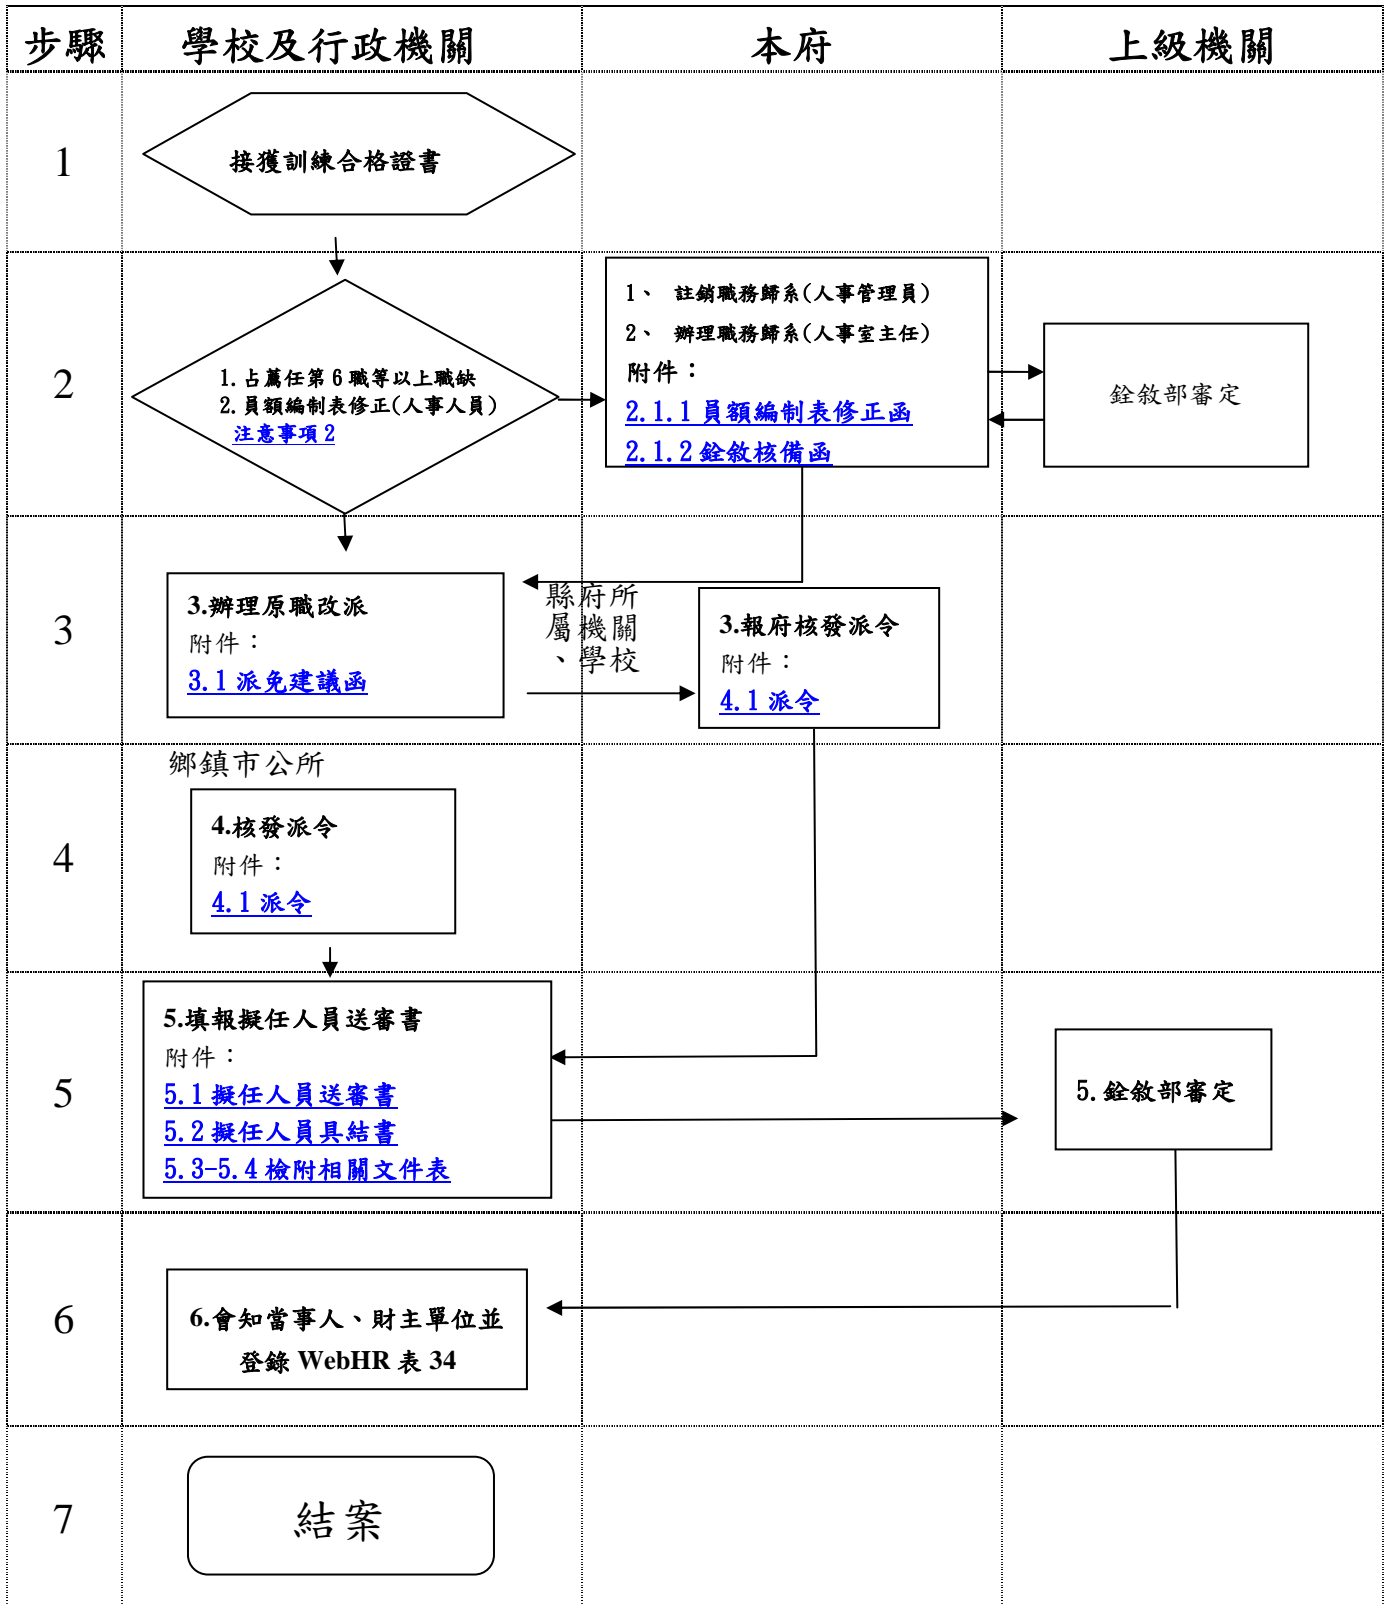 步驟 學校及行政機關 本府 上級機關
1
接獲訓練合格證書
2
1.占薦任第6職等以上職缺
2.員額編制表修正(人事人員)
注意事項2
1、 註銷職務歸系(人事管理員)
2、 辦理職務歸系(人事室主任)
附件：
2.1.1員額編制表修正函
2.1.2銓敘核備函
銓敘部審定
3
3.辦理原職改派
附件：
3.1派免建議函
縣府所
屬機關
、學校
3.報府核發派令
附件：
4.1派令
4
鄉鎮市公所
4.核發派令
附件：
4.1派令
5
5.填報擬任人員送審書
附件：
5.1擬任人員送審書
5.2擬任人員具結書
5.3-5.4檢附相關文件表
5.銓敘部審定
6
6.會知當事人、財主單位並
登錄 WebHR 表 34
7
結案